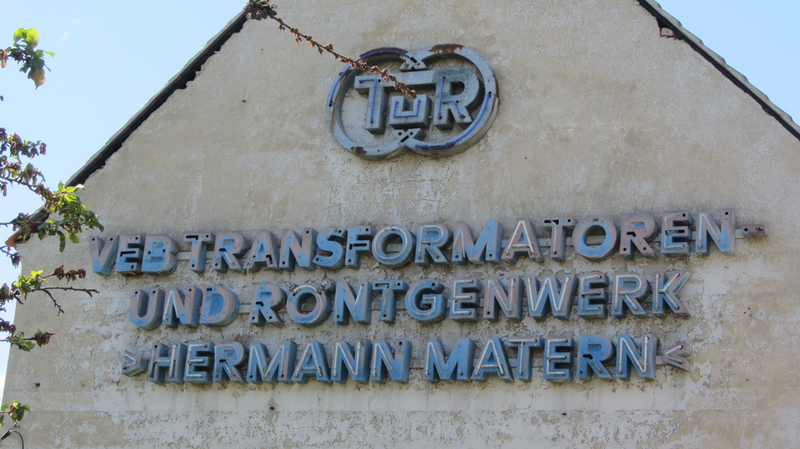 TuR
VEB TRANSFORMATOREN
UND RÖNTGENWERK
>HERMANN MATERN<